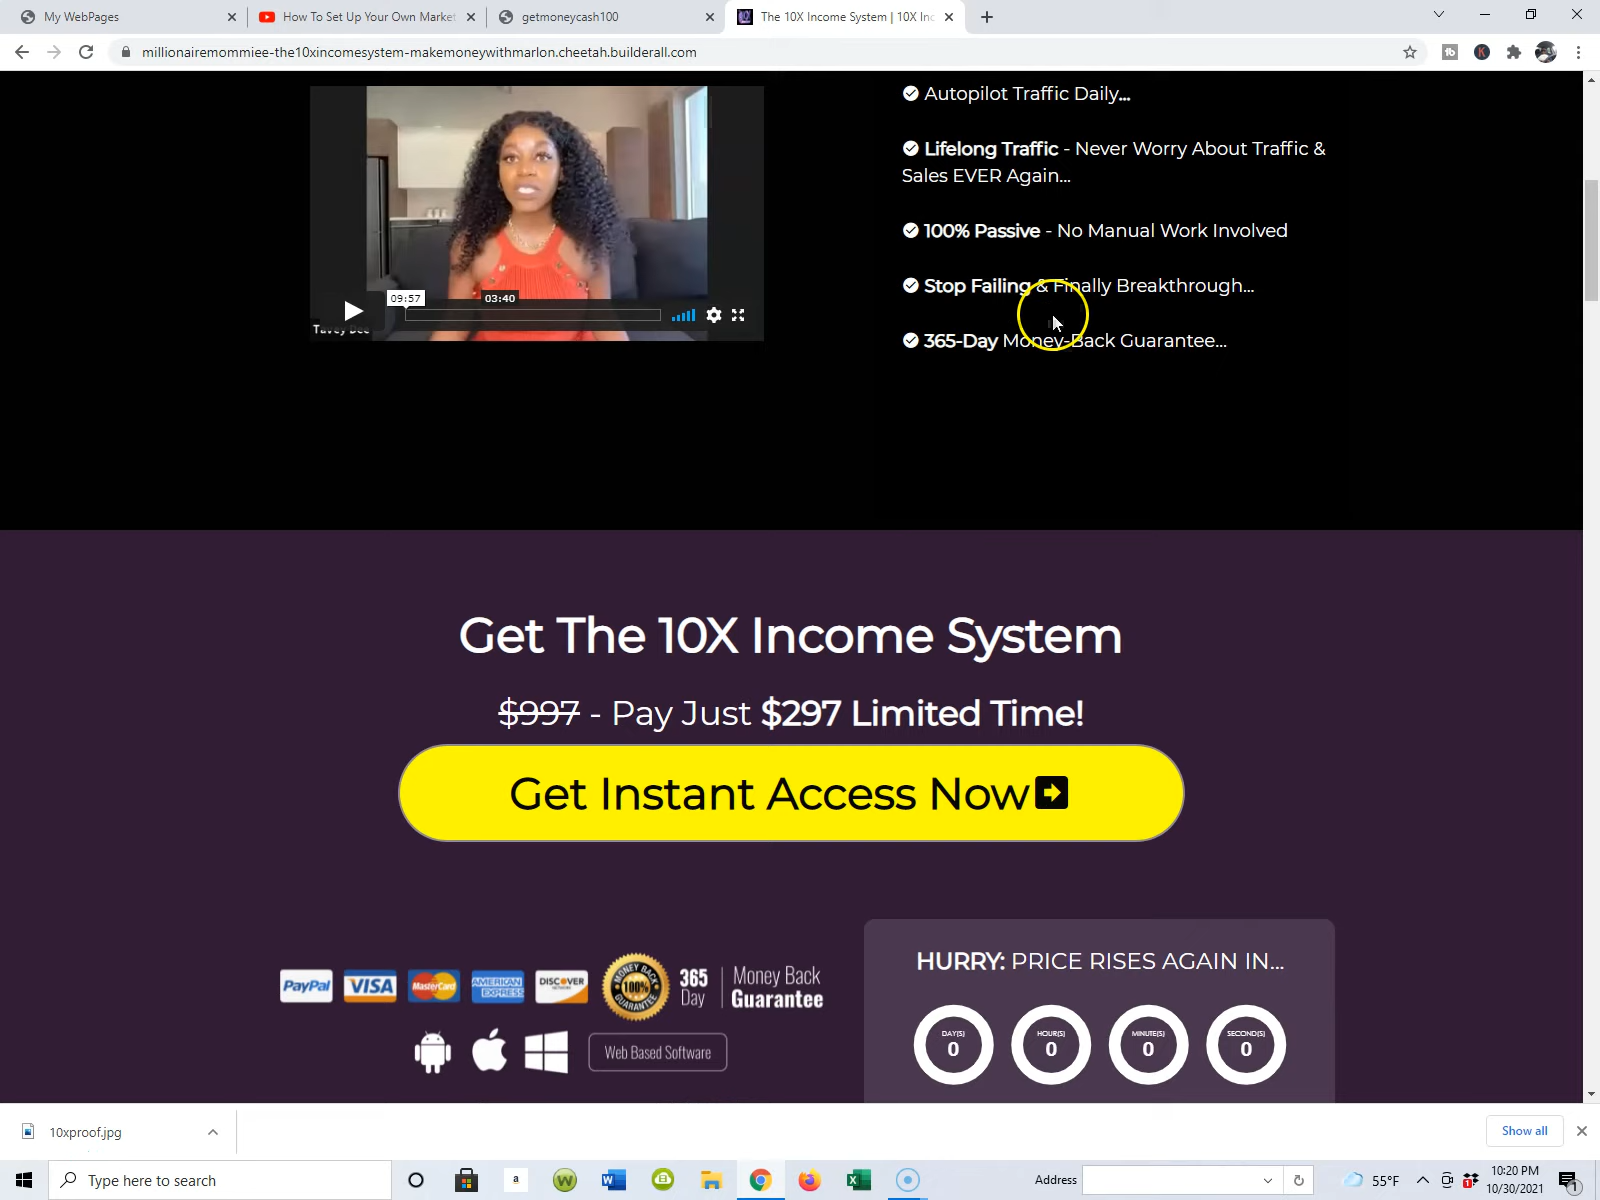 My WebPages
How To Set Up Your Own Market
getmoneycash100
The 10X Income System | 10X Inc
millionairemommiee-the10xincomesystem-makemoneywithmarlon.cheetah.builderall.com
Autopilot Traffic Daily...
Lifelong Traffic - Never Worry About Traffic &
Sales EVER Again...
100% Passive - No Manual Work Involved
Stop Failing & Finally Breakthrough...
365-Day Money-Back Guarantee...
09:57
03:40
Tavey Dee
Get The 10X Income System
$997 - Pay Just $297 Limited Time!
Get Instant Access Now
HURRY: PRICE RISES AGAIN IN...
PayPal
VISA
MasterCard
AMERICAN EXPRESS
DISCOVER
MONEY BACK
100%
GUARANTEE
365 Day
Money Back
Guarantee
DAY(S)
0
HOUR(S)
0
MINUTE(S)
0
SECOND(S)
0
Web Based Software
10xproof.jpg
Show all
Type here to search
a
Address
55°F
10:20 PM
10/30/2021